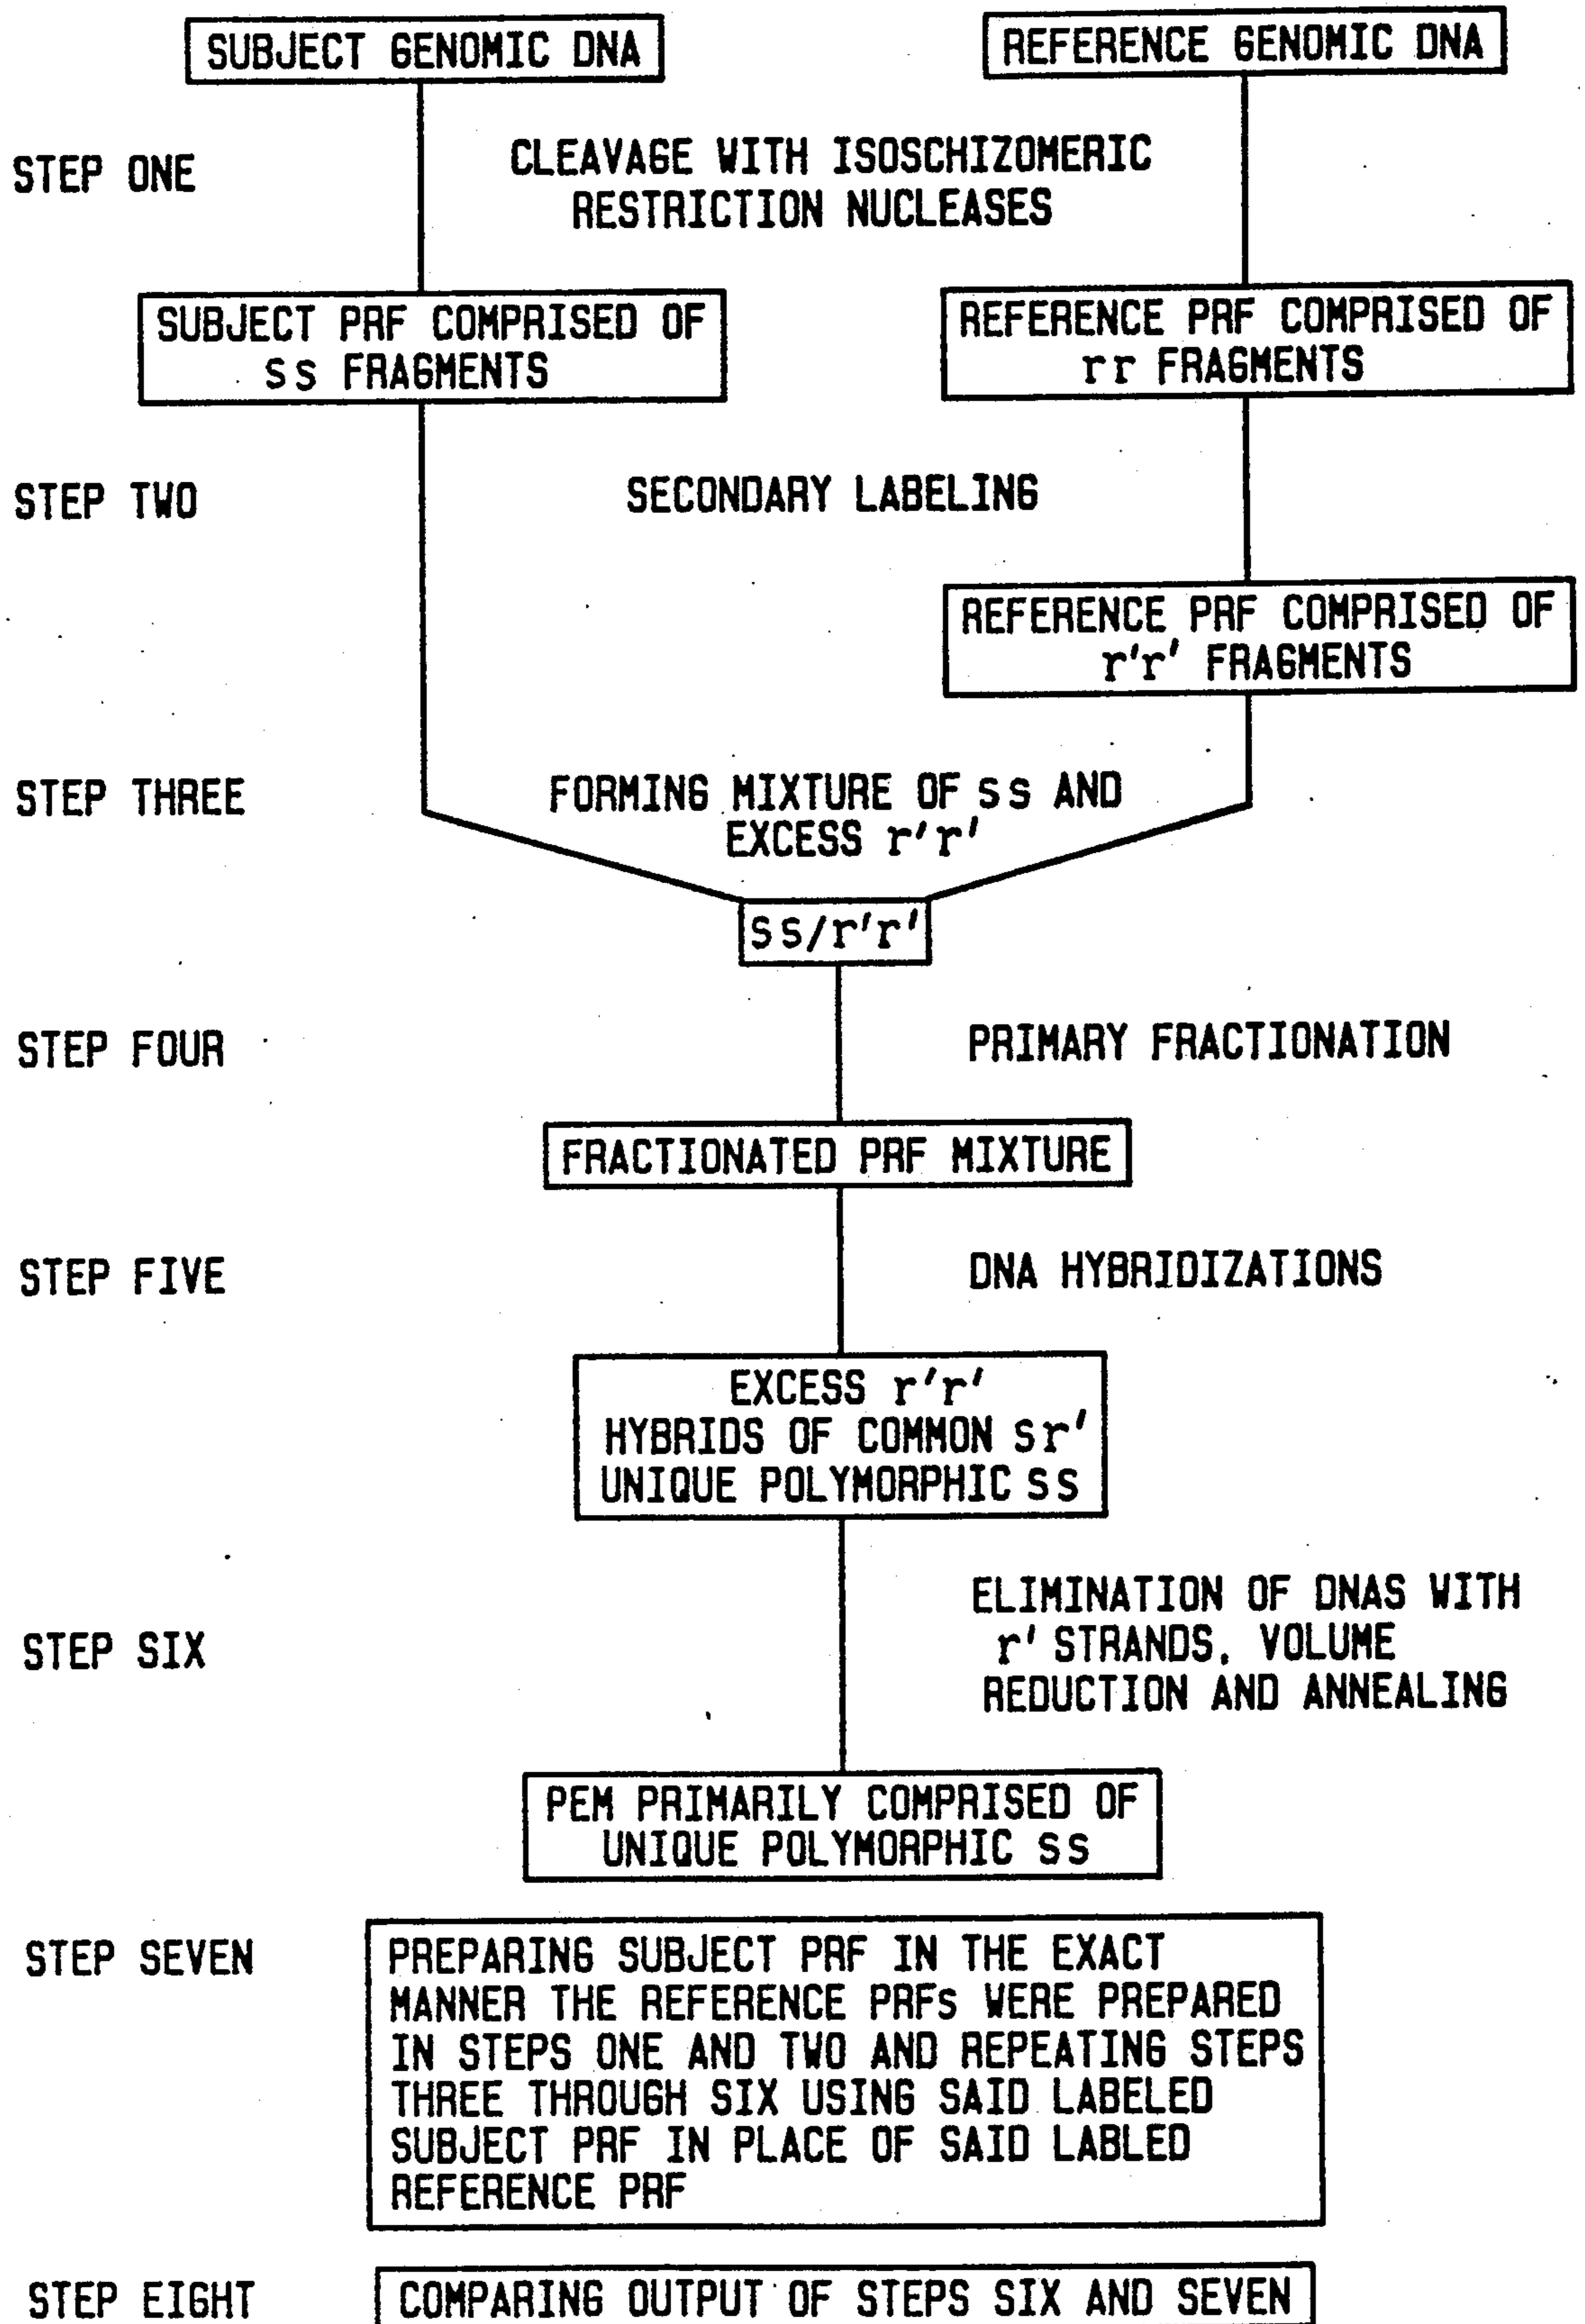 SUBJECT GENOMIC DNA
REFERENCE GENOMIC DNA
STEP ONE
CLEAVAGE WITH ISOSCHIZOMERIC
RESTRICTION NUCLEASES
SUBJECT PRF COMPRISED OF
ss FRAGMENTS
REFERENCE PRF COMPRISED OF
rr FRAGMENTS
STEP TWO
SECONDARY LABELING
REFERENCE PRF COMPRISED OF
r'r' FRAGMENTS
STEP THREE
FORMING MIXTURE OF ss AND
EXCESS r'r'
ss/r'r'
STEP FOUR
PRIMARY FRACTIONATION
FRACTIONATED PRF MIXTURE
STEP FIVE
DNA HYBRIDIZATIONS
EXCESS r'r'
HYBRIDS OF COMMON sr'
UNIQUE POLYMORPHIC ss
STEP SIX
ELIMINATION OF DNAS WITH
r' STRANDS, VOLUME
REDUCTION AND ANNEALING
PEM PRIMARILY COMPRISED OF
UNIQUE POLYMORPHIC ss
STEP SEVEN
PREPARING SUBJECT PRF IN THE EXACT
MANNER THE REFERENCE PRFs WERE PREPARED
IN STEPS ONE AND TWO AND REPEATING STEPS
THREE THROUGH SIX USING SAID LABELED
SUBJECT PRF IN PLACE OF SAID LABLED
REFERENCE PRF
STEP EIGHT
COMPARING OUTPUT OF STEPS SIX AND SEVEN